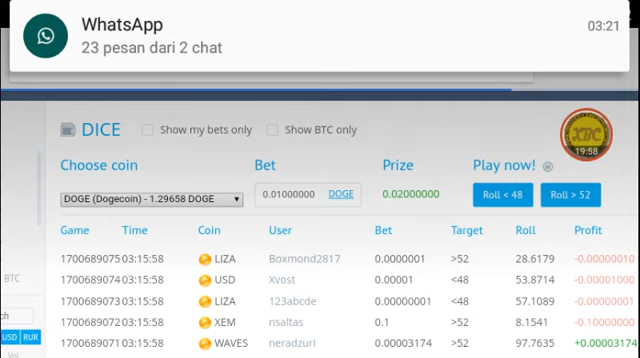 WhatsApp 03:21
23 pesan dari 2 chat
DICE Show my bets only Show BTC only
XBC
19:58
Choose coin Bet Prize Play now!
DOGE (Dogecoin) - 1.29658 DOGE 0.01000000 DOGE 0.02000000 Roll < 48 Roll > 52
Game Time Coin User Bet Target Roll Profit
1700689075 03:15:58 LIZA Boxmond2817 0.0000001 >52 28.6179 -0.00000010
1700689074 03:15:58 USD Xvost 0.00001 <48 53.8714 -0.00001000
1700689073 03:15:58 LIZA 123abcde 0.00000001 <48 57.1089 -0.00000001
1700689072 03:15:58 XEM nsaltas 0.1 >52 8.1541 -0.10000000
1700689071 03:15:58 WAVES neradzuri 0.00003174 >52 97.7635 +0.00003174
BTC
ch
USD RUR
Vol